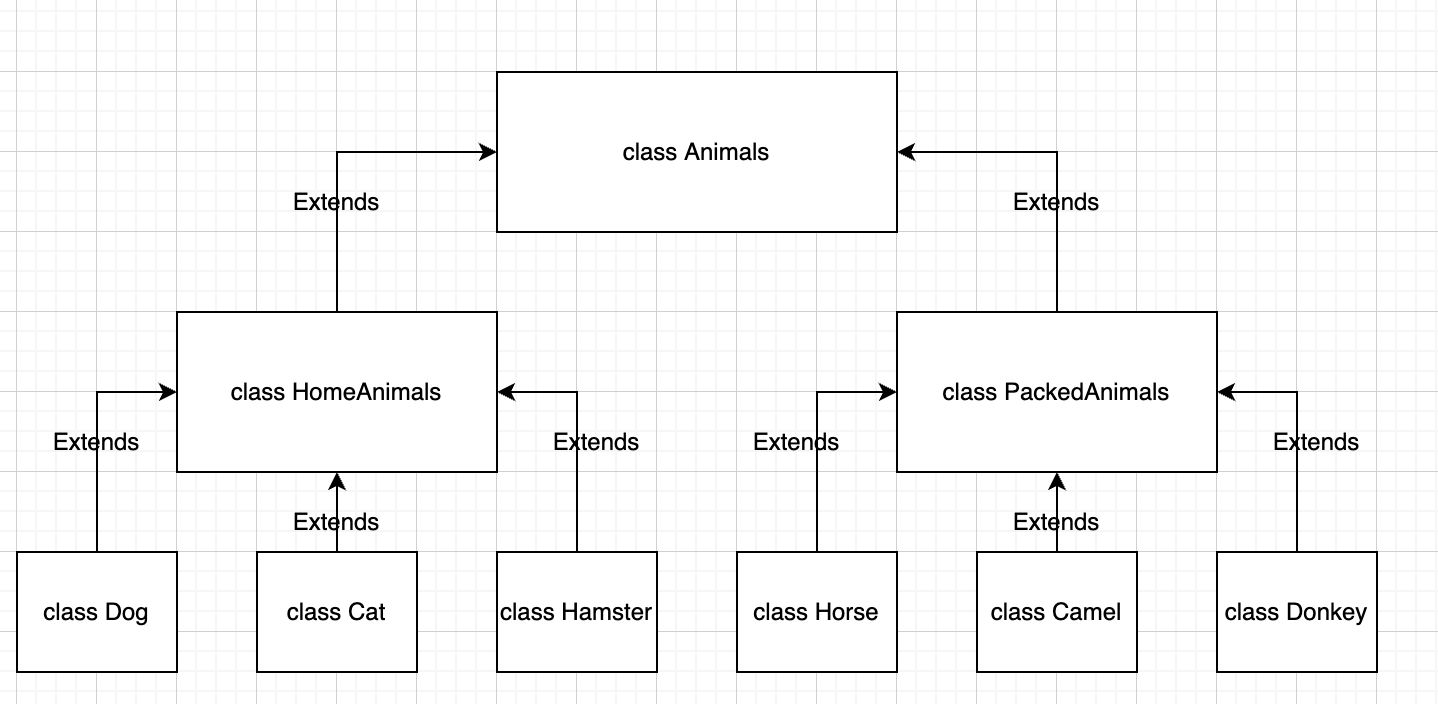 class Animals
Extends
Extends
class HomeAnimals
class PackedAnimals
Extends
Extends
Extends
Extends
Extends
Extends
class Dog
class Cat
class Hamster
class Horse
class Camel
class Donkey